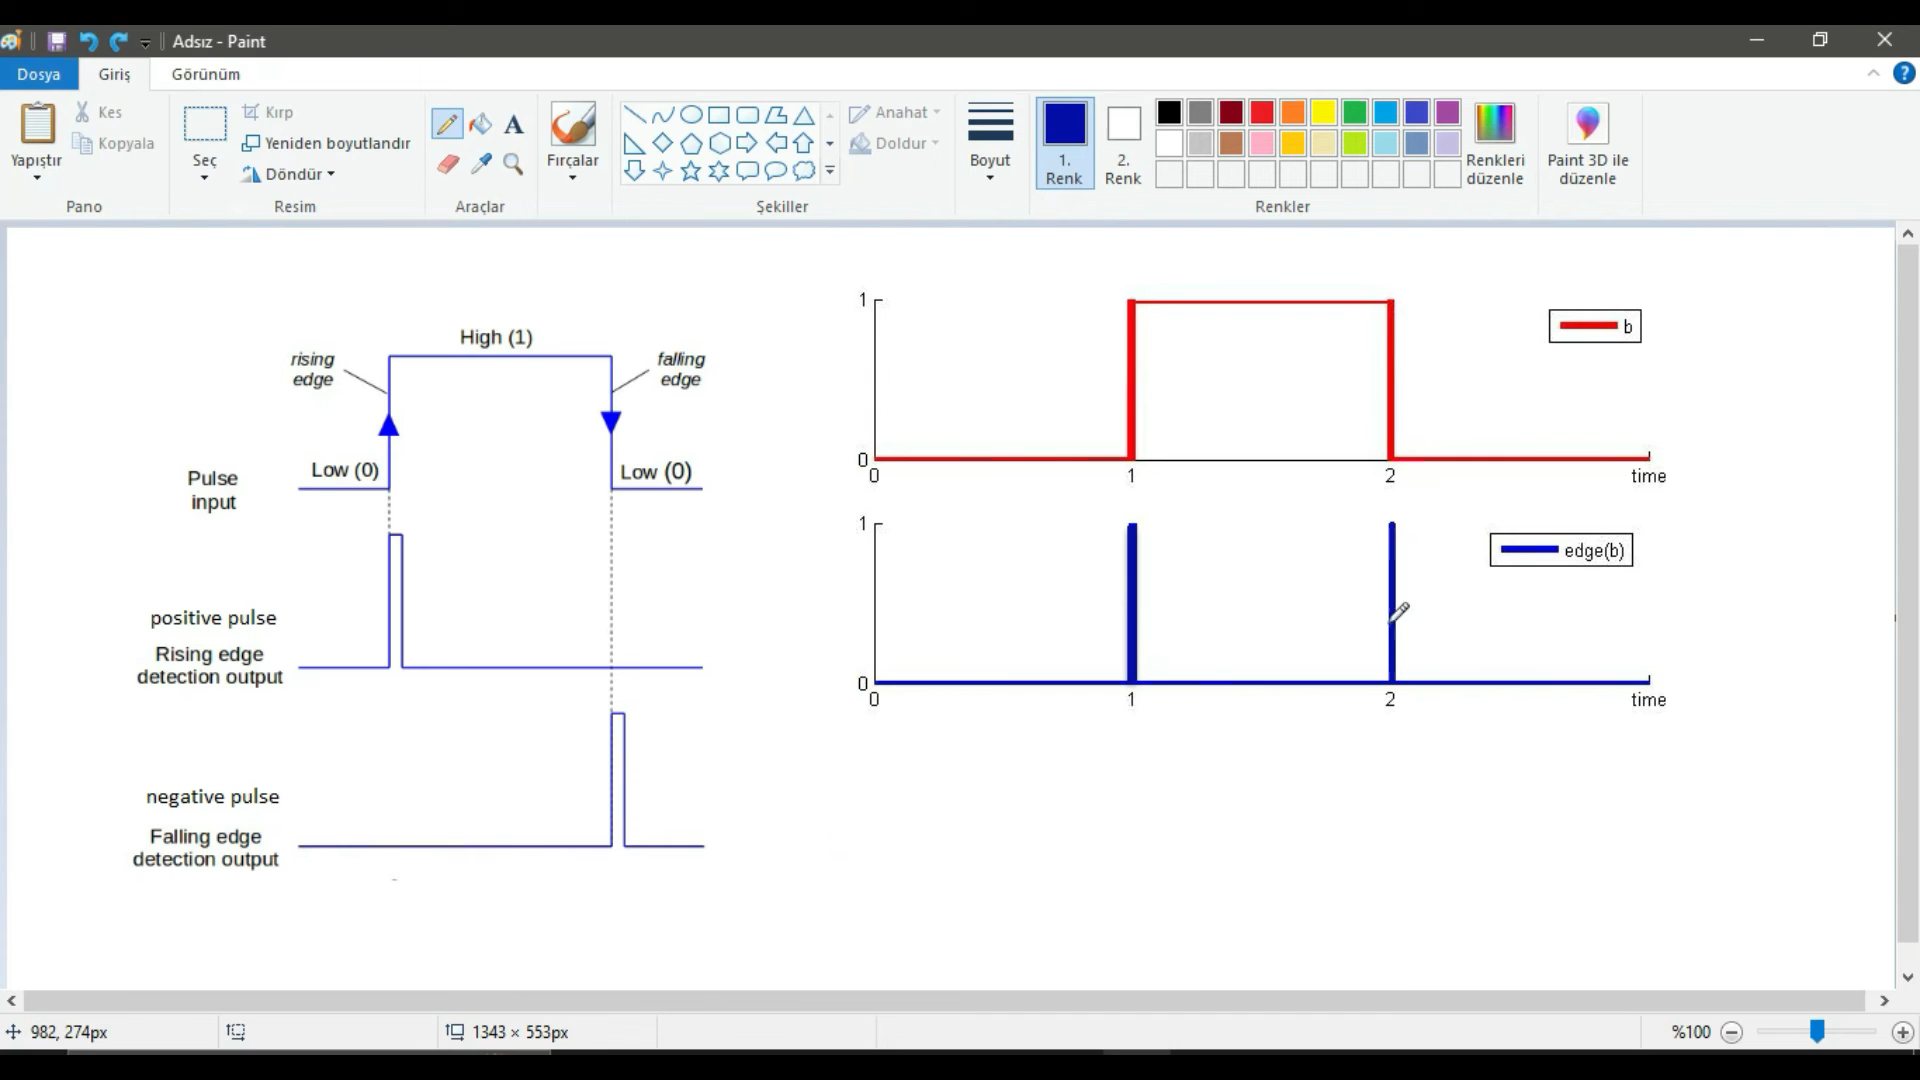 Adsız - Paint
Dosya
Giriş
Görünüm
Yapıştır
Kes
Kopyala
Pano
Seç
Kırp
Yeniden boyutlandır
Döndür
Resim
A
Araçlar
Fırçalar
Şekiller
Anahat
Doldur
Boyut
1.
Renk
2.
Renk
Renkleri
düzenle
Renkler
Paint 3D ile
düzenle
?
High (1)
rising
edge
falling
edge
Low (0)
Low (0)
Pulse
input
positive pulse
Rising edge
detection output
negative pulse
Falling edge
detection output
1
b
0
0
1
2
time
1
edge(b)
0
0
1
2
time
982, 274px
1343 × 553px
%100